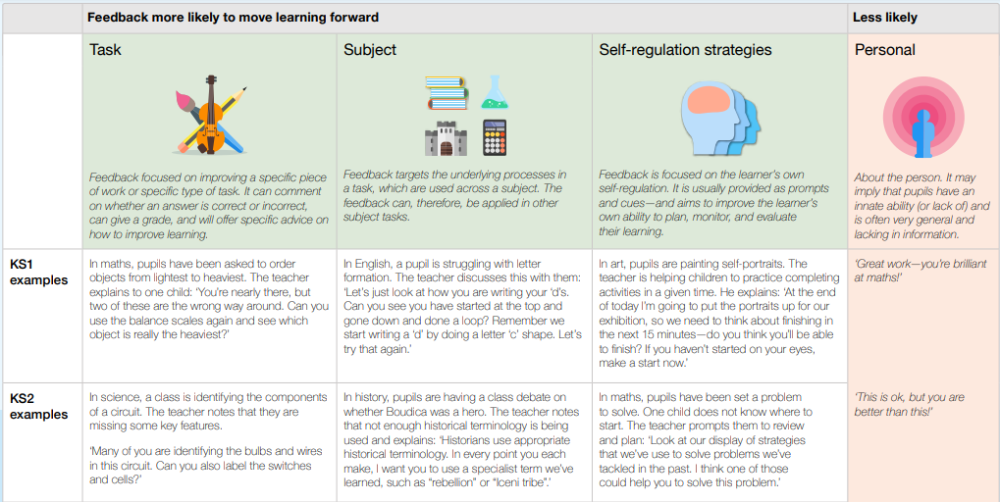 Feedback more likely to move learning forward
Less likely
Task
Subject
Self-regulation strategies
Personal
Feedback focused on improving a specific piece
of work or specific type of task. It can comment
on whether an answer is correct or incorrect,
can give a grade, and will offer specific advice on
how to improve learning.
Feedback targets the underlying processes in
a task, which are used across a subject. The
feedback can, therefore, be applied in other
subject tasks.
Feedback is focused on the learner's own
self-regulation. It is usually provided as prompts
and cues—and aims to improve the learner's
own ability to plan, monitor, and evaluate
their learning.
About the person. It may
imply that pupils have an
innate ability (or lack of) and
is often very general and
lacking in information.
KS1
examples
In maths, pupils have been asked to order
objects from lightest to heaviest. The teacher
explains to one child: 'You're nearly there, but
two of these are the wrong way around. Can you
use the balance scales again and see which
object is really the heaviest?'
In English, a pupil is struggling with letter
formation. The teacher discusses this with them:
'Let's just look at how you are writing your 'd's.
Can you see you have started at the top and
gone down and done a loop? Remember we
start writing a 'd' by doing a letter 'c' shape. Let's
try that again.'
In art, pupils are painting self-portraits. The
teacher is helping children to practice completing
activities in a given time. He explains: 'At the end
of today I'm going to put the portraits up for our
exhibition, so we need to think about finishing in
the next 15 minutes—do you think you'll be able
to finish? If you haven't started on your eyes,
make a start now.'
'Great work—you're brilliant
at maths!'
KS2
examples
In science, a class is identifying the components
of a circuit. The teacher notes that they are
missing some key features.
'Many of you are identifying the bulbs and wires
in this circuit. Can you also label the switches
and cells?'
In history, pupils are having a class debate on
whether Boudica was a hero. The teacher notes
that not enough historical terminology is being
used and explains: 'Historians use appropriate
historical terminology. In every point you each
make, I want you to use a specialist term we've
learned, such as "rebellion" or "Iceni tribe".'
In maths, pupils have been set a problem
to solve. One child does not know where to
start. The teacher prompts them to review
and plan: 'Look at our display of strategies
that we've use to solve problems we've
tackled in the past. I think one of those
could help you to solve this problem.'
'This is ok, but you are
better than this!'